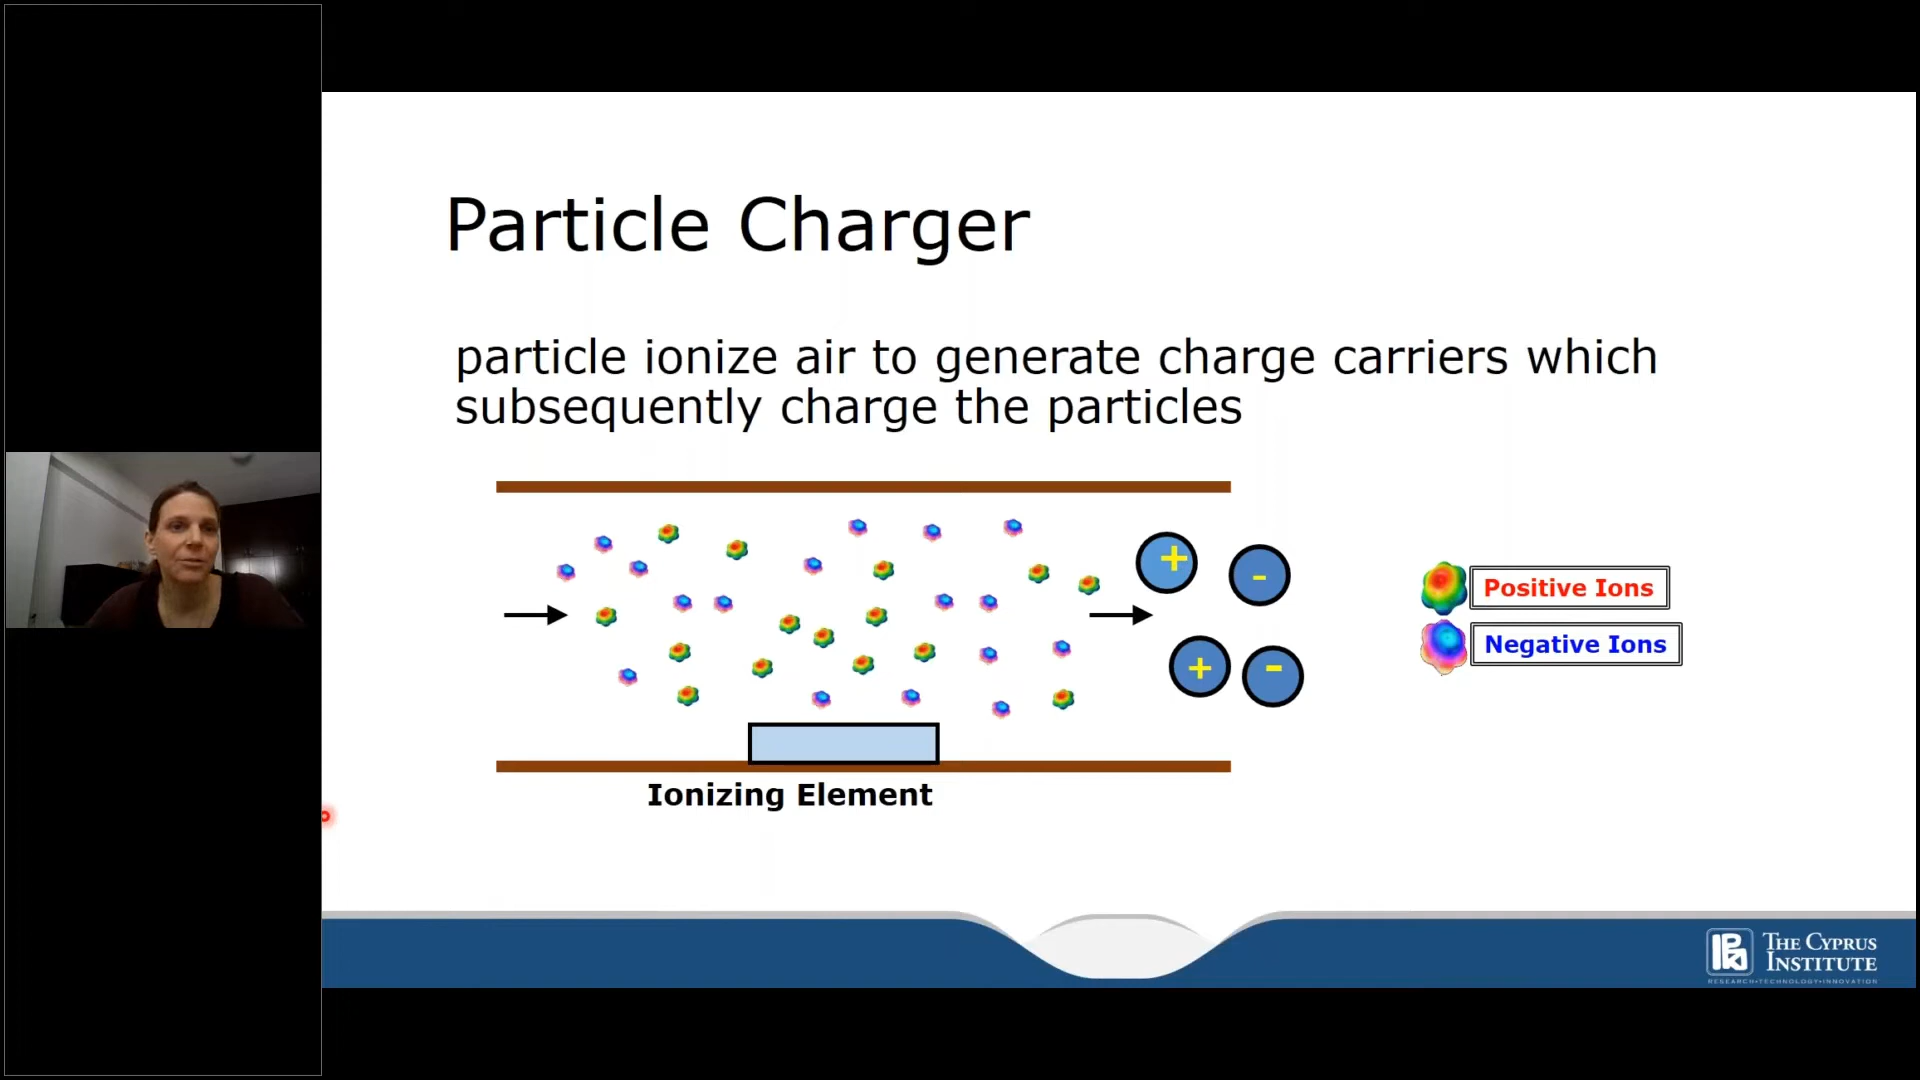 Particle Charger
particle ionize air to generate charge carriers which
subsequently charge the particles
+
-
+
-
Positive Ions
Negative Ions
Ionizing Element
THE CYPRUS
INSTITUTE
RESEARCH•TECHNOLOGY•INNOVATION